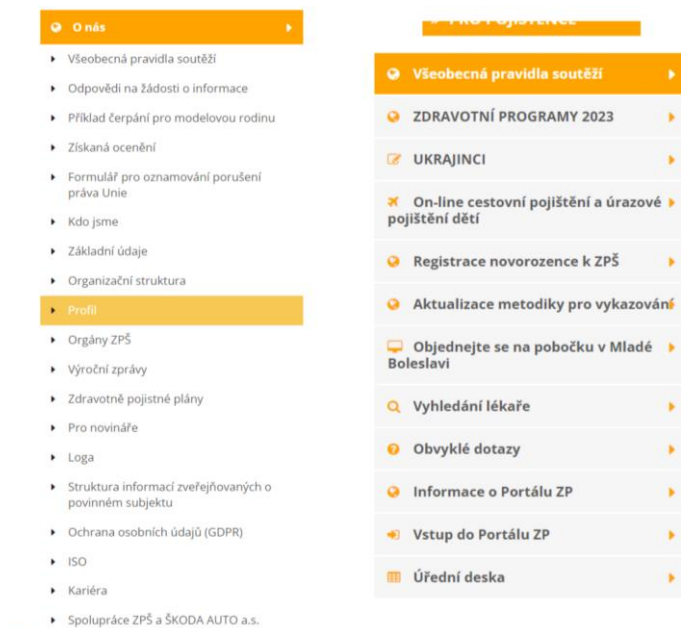 O nás
Všeobecná pravidla soutěží
Odpovědi na žádosti o informace
Příklad čerpání pro modelovou rodinu
Získaná ocenění
Formulář pro oznamování porušení
práva Unie
Kdo jsme
Základní údaje
Organizační struktura
Profil
Orgány ZPŠ
Výroční zprávy
Zdravotně pojistné plány
Pro novináře
Loga
Struktura informací zveřejňovaných o
povinném subjektu
Ochrana osobních údajů (GDPR)
ISO
Kariéra
Spolupráce ZPŠ a ŠKODA AUTO a.s.
PRO POJIŠTĚNCE
Všeobecná pravidla soutěží
ZDRAVOTNÍ PROGRAMY 2023
UKRAJINCI
On-line cestovní pojištění a úrazové
pojištění dětí
Registrace novorozence k ZPŠ
Aktualizace metodiky pro vykazování
Objednejte se na pobočku v Mladé
Boleslavi
Vyhledání lékaře
Obvyklé dotazy
Informace o Portálu ZP
Vstup do Portálu ZP
Úřední deska